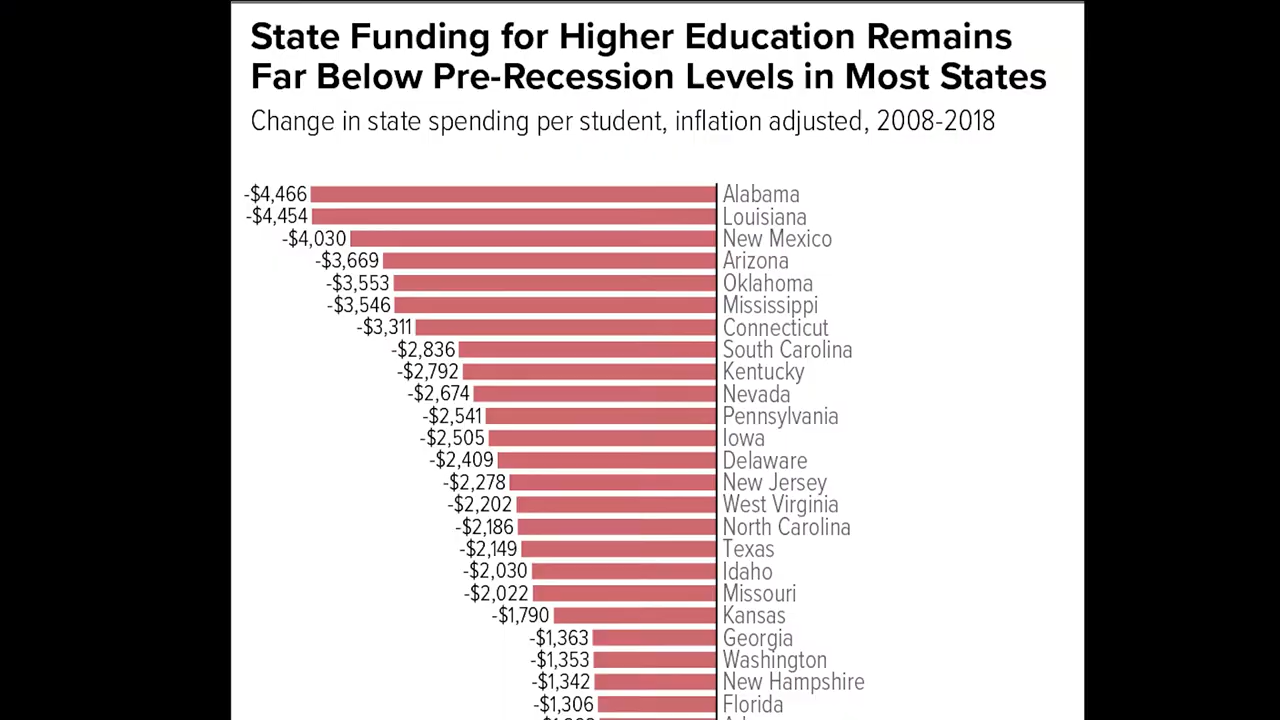 State Funding for Higher Education Remains
Far Below Pre-Recession Levels in Most States
Change in state spending per student, inflation adjusted, 2008-2018
-$4,466 Alabama
-$4,454 Louisiana
-$4,030 New Mexico
-$3,669 Arizona
-$3,553 Oklahoma
-$3,546 Mississippi
-$3,311 Connecticut
-$2,836 South Carolina
-$2,792 Kentucky
-$2,674 Nevada
-$2,541 Pennsylvania
-$2,505 Iowa
-$2,409 Delaware
-$2,278 New Jersey
-$2,202 West Virginia
-$2,186 North Carolina
-$2,149 Texas
-$2,030 Idaho
-$2,022 Missouri
-$1,790 Kansas
-$1,363 Georgia
-$1,353 Washington
-$1,342 New Hampshire
-$1,306 Florida